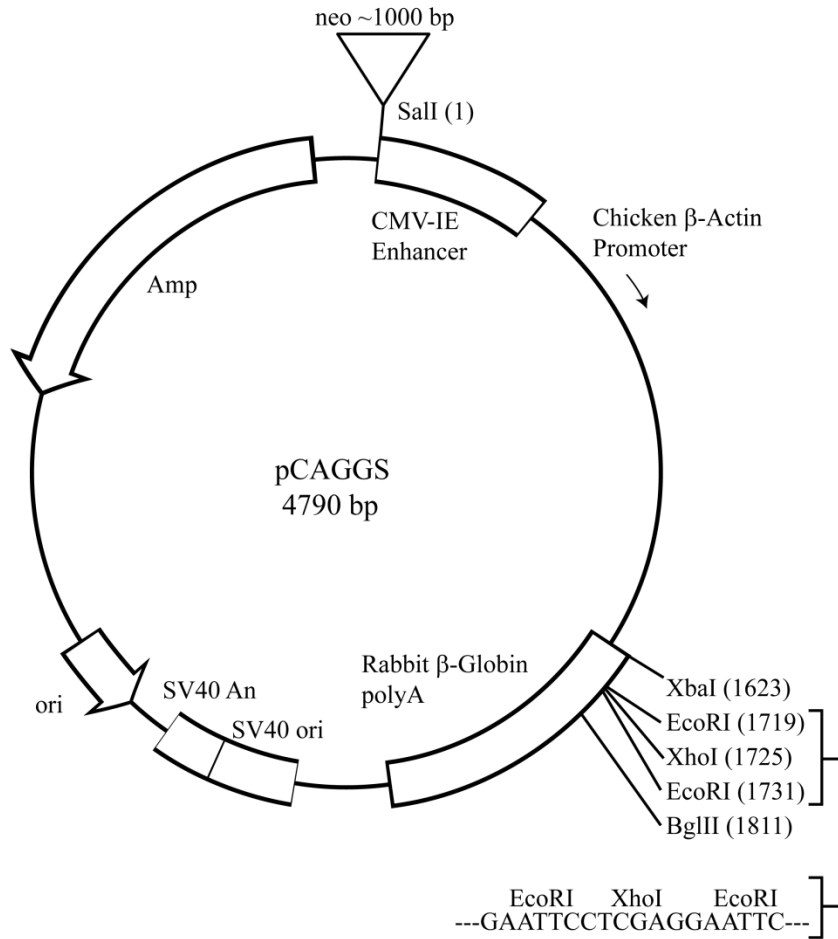 neo ~1000 bp
SalI (1)
CMV-IE
Enhancer
Chicken β-Actin
Promoter
Amp
pCAGGS
4790 bp
Rabbit β-Globin
polyA
XbaI (1623)
EcoRI (1719)
XhoI (1725)
EcoRI (1731)
BglII (1811)
ori
SV40 An
SV40 ori
EcoRI XhoI EcoRI
---GAATTCCTCGAGGAATTC---